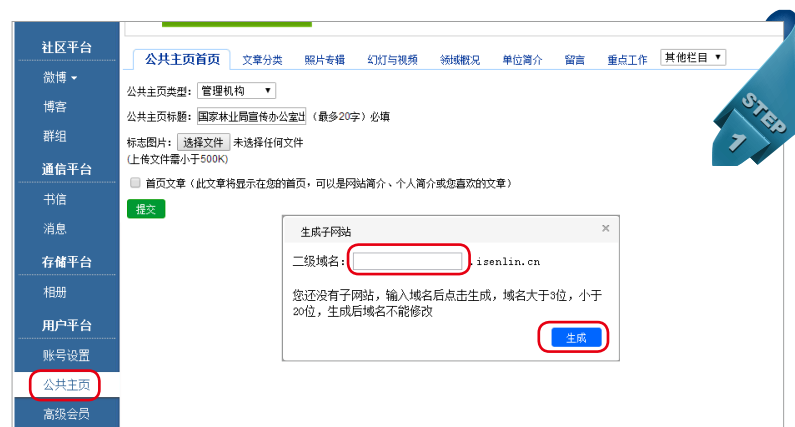 社区平台
微博
博客
群组
通信平台
书信
消息
存储平台
相册
用户平台
账号设置
公共主页
高级会员
公共主页首页 文章分类 照片专辑 幻灯与视频 领域概况 单位简介 留言 重点工作 其他栏目
公共主页类型: 管理机构
公共主页标题: 国家林业局宣传办公室出 (最多20字) 必填
标志图片: 选择文件 未选择任何文件
(上传文件需小于500K)
首页文章 (此文章将显示在您的首页, 可以是网站简介、个人简介或您喜欢的文章)
提交
生成子网站 ×
二级域名: .isenlin.cn
您还没有子网站, 输入域名后点击生成, 域名大于3位, 小于
20位, 生成后域名不能修改
生成
STEP
1